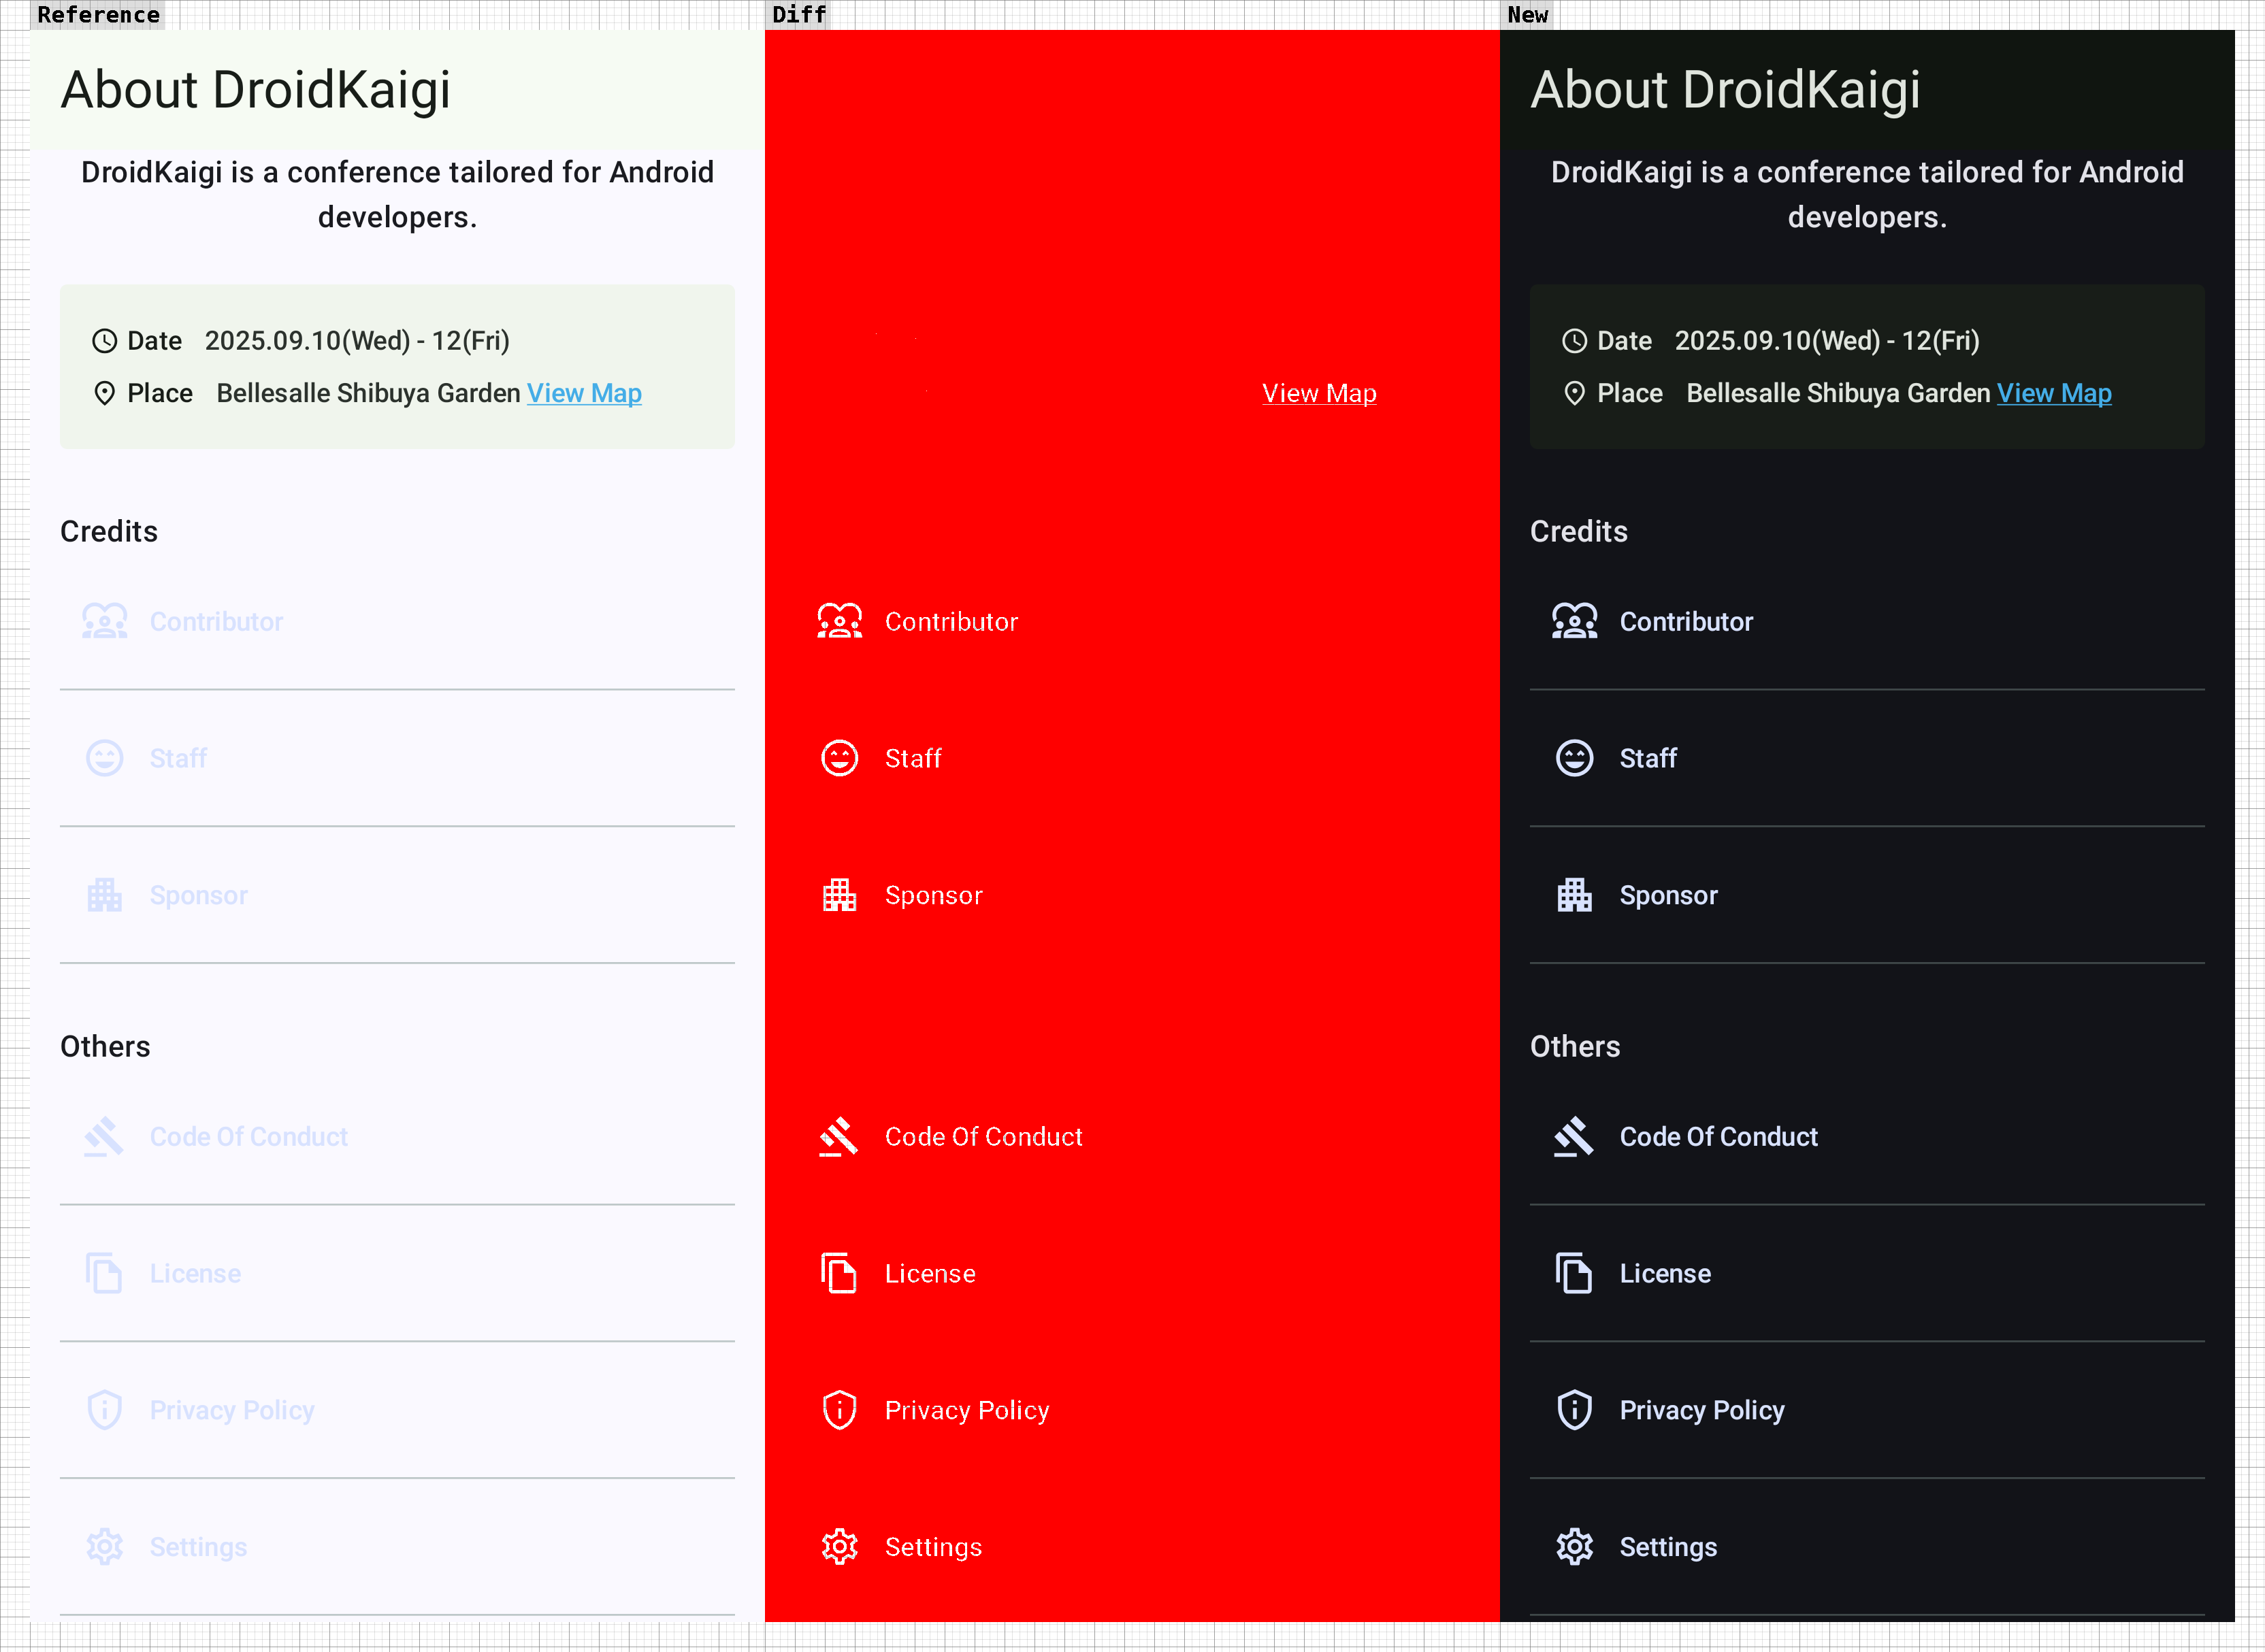 Reference
About DroidKaigi
DroidKaigi is a conference tailored for Android
developers.
Date 2025.09.10(Wed) - 12(Fri)
Place Bellesalle Shibuya Garden View Map
Credits
Contributor
Staff
Sponsor
Others
Code Of Conduct
License
Privacy Policy
Settings
Diff
View Map
Contributor
Staff
Sponsor
Code Of Conduct
License
Privacy Policy
Settings
New
About DroidKaigi
DroidKaigi is a conference tailored for Android
developers.
Date 2025.09.10(Wed) - 12(Fri)
Place Bellesalle Shibuya Garden View Map
Credits
Contributor
Staff
Sponsor
Others
Code Of Conduct
License
Privacy Policy
Settings